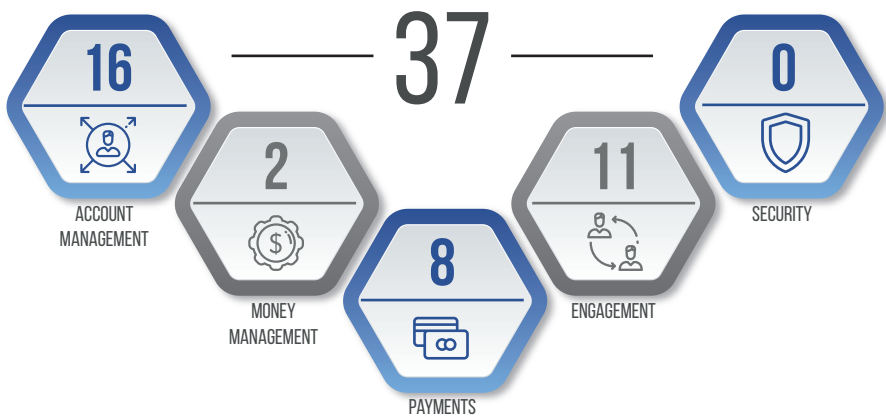 37
16
ACCOUNT
MANAGEMENT
2
$
MONEY
MANAGEMENT
8
PAYMENTS
11
ENGAGEMENT
0
SECURITY